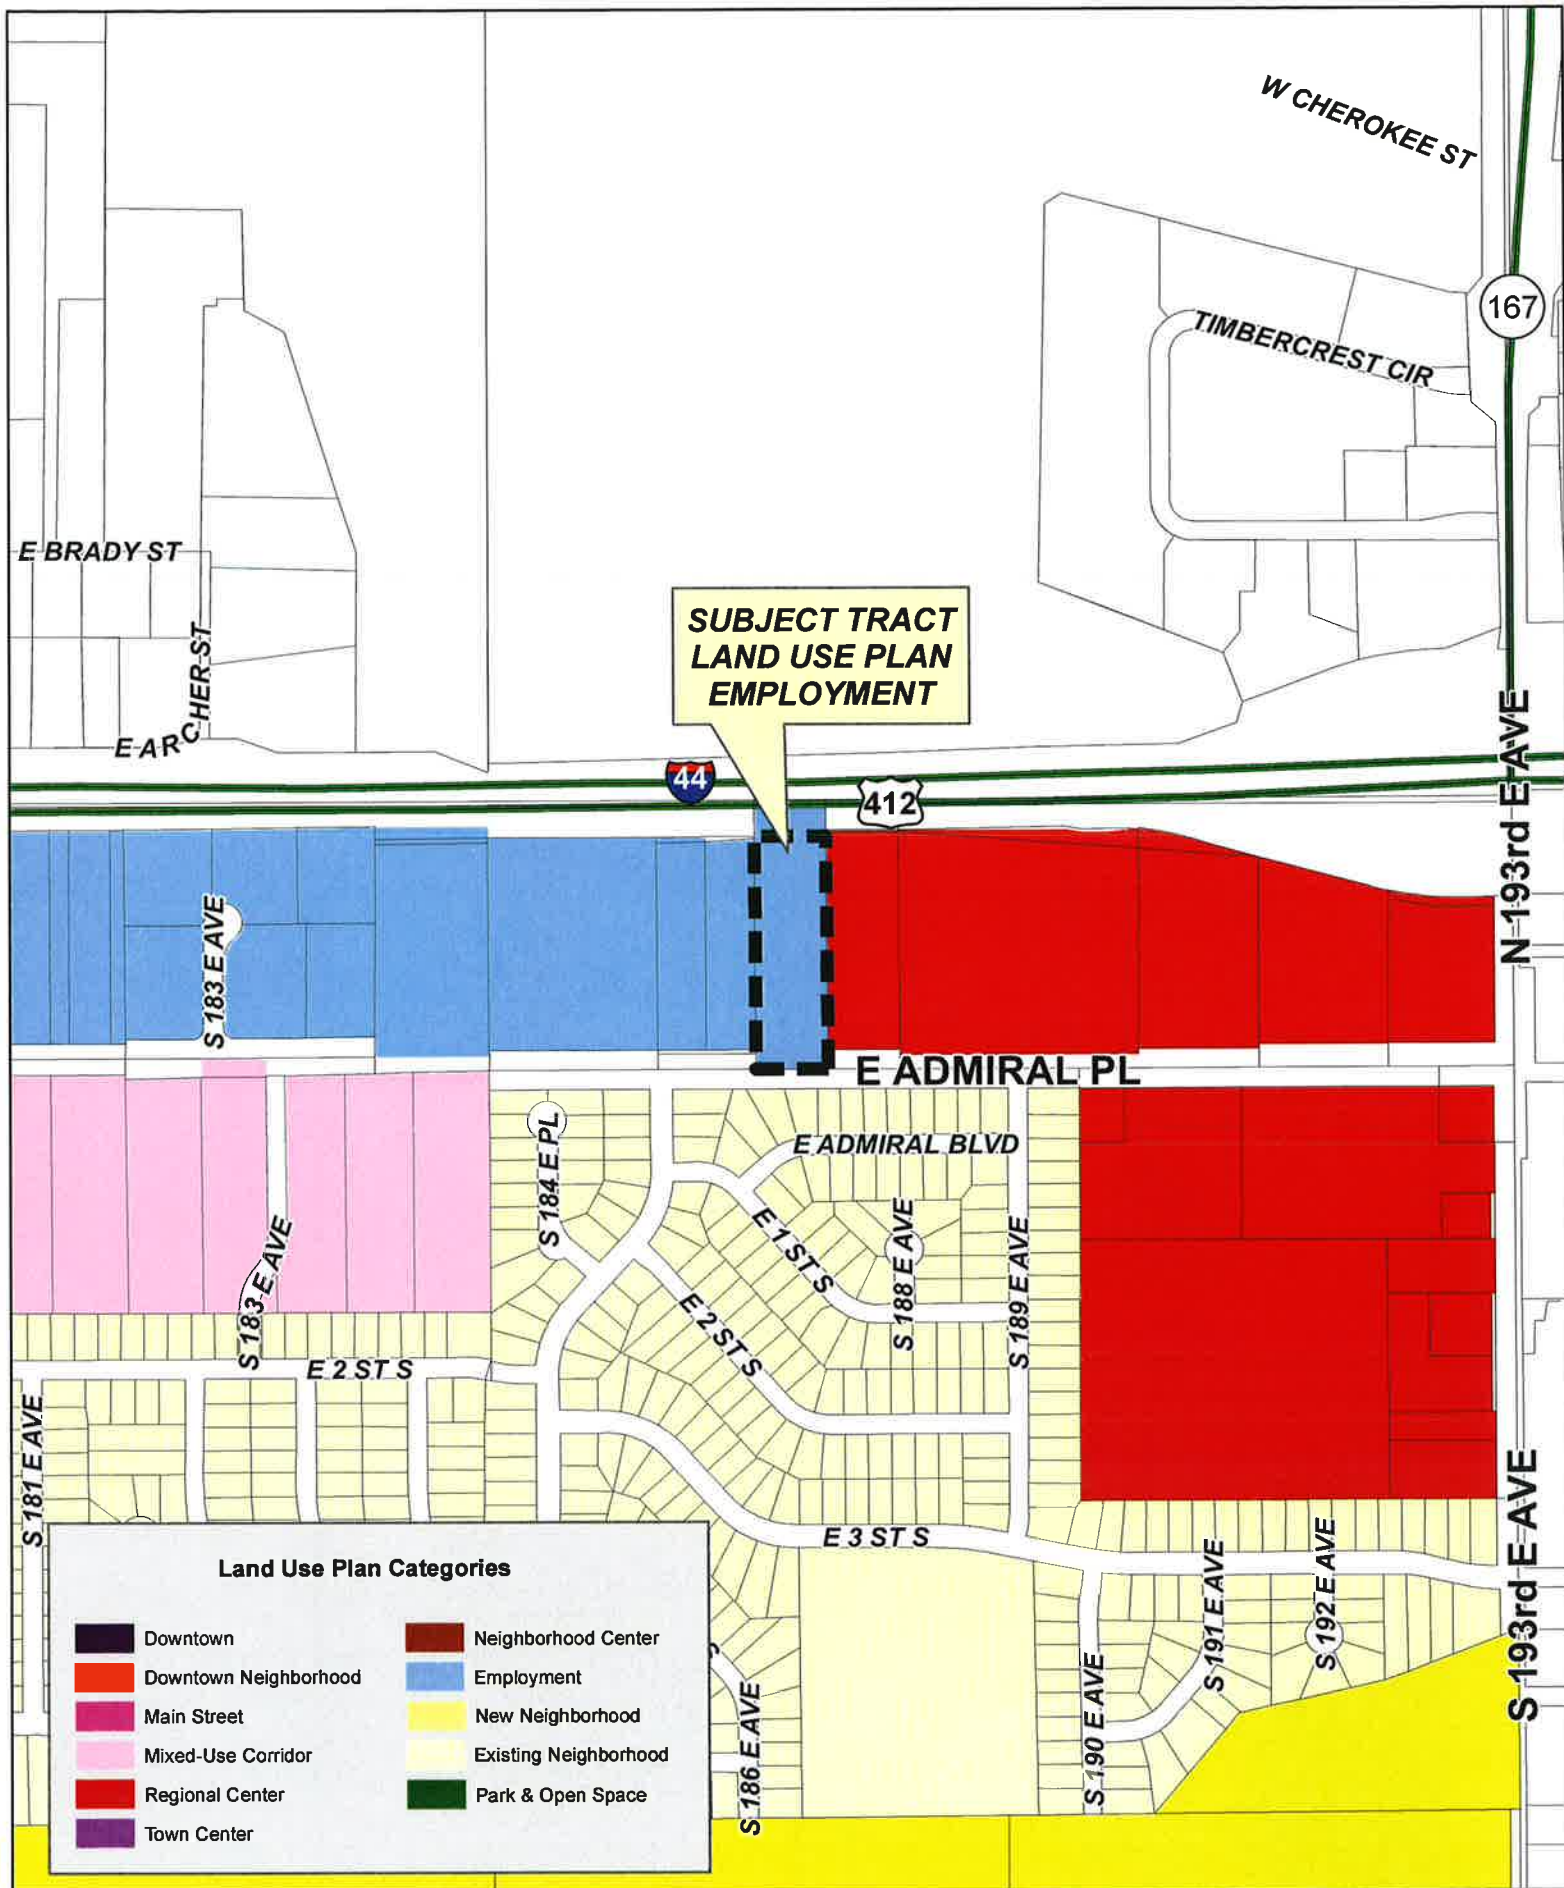 W CHEROKEE ST
167
TIMBERCREST CIR
E BRADY ST
E ARCHER ST
SUBJECT TRACT
LAND USE PLAN
EMPLOYMENT
44
412
N 193rd E AVE
S 183 E AVE
E ADMIRAL PL
E ADMIRAL BLVD
S 184 E PL
E 1 ST S
S 188 E AVE
S 189 E AVE
S 183 E AVE
E 2 ST S
E 2 ST S
S 181 E AVE
E 3 ST S
S 191 E AVE
S 192 E AVE
S 193rd E AVE
S 190 E AVE
S 186 E AVE
S
Land Use Plan Categories
Downtown
Downtown Neighborhood
Main Street
Mixed-Use Corridor
Regional Center
Town Center
Neighborhood Center
Employment
New Neighborhood
Existing Neighborhood
Park & Open Space